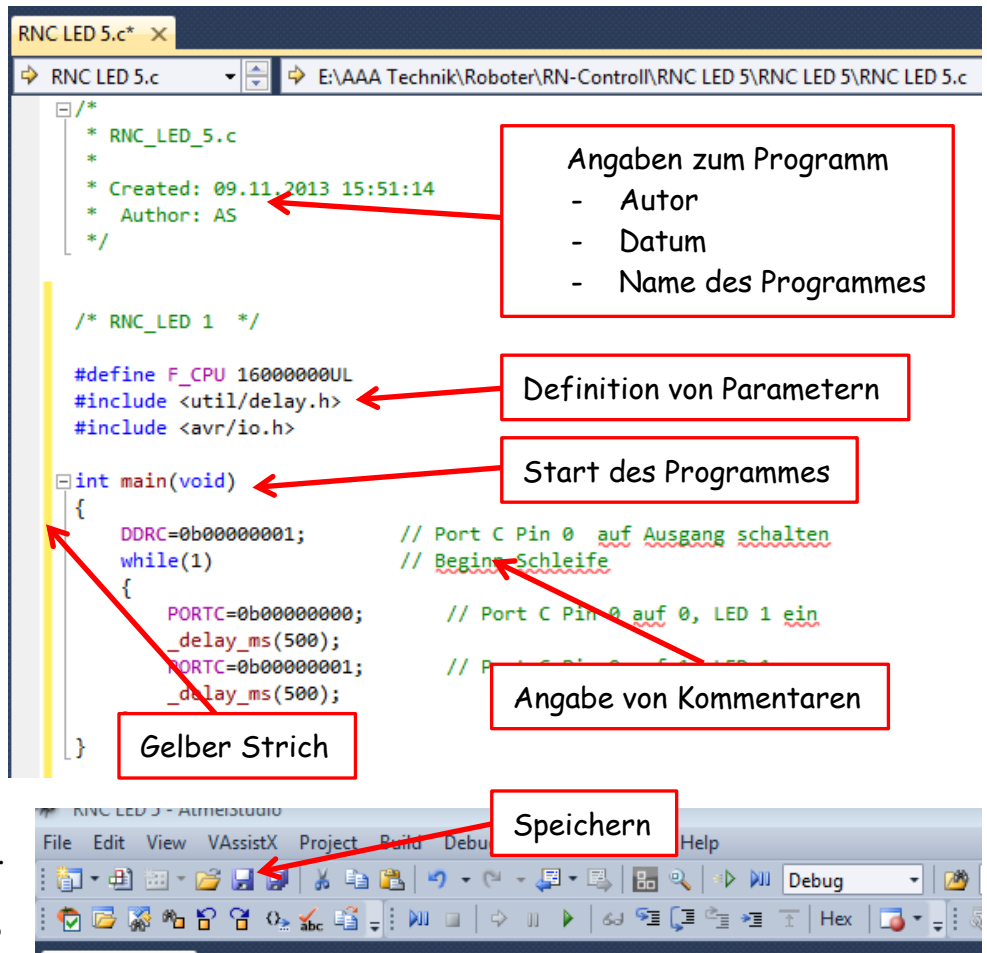 RNC LED 5.c*
RNC LED 5.c E:\AAA Technik\Roboter\RN-Controll\RNC LED 5\RNC LED 5\RNC LED 5.c
/*
* RNC_LED_5.c
*
* Created: 09.11.2013 15:51:14
* Author: AS
*/
Angaben zum Programm
- Autor
- Datum
- Name des Programmes
/* RNC_LED 1 */
#define F_CPU 16000000UL
#include <util/delay.h>
#include <avr/io.h>
Definition von Parametern
int main(void)
Start des Programmes
{
DDRC=0b00000001; // Port C Pin 0 auf Ausgang schalten
while(1) // Beginn Schleife
{
PORTC=0b00000000; // Port C Pin 0 auf 0, LED 1 ein
_delay_ms(500);
PORTC=0b00000001; //
_delay_ms(500);
Angabe von Kommentaren
}
Gelber Strich
RNC LED 5 - AtmelStudio
Speichern
File Edit View VAssistX Project Build Debug Help
Debug
Hex